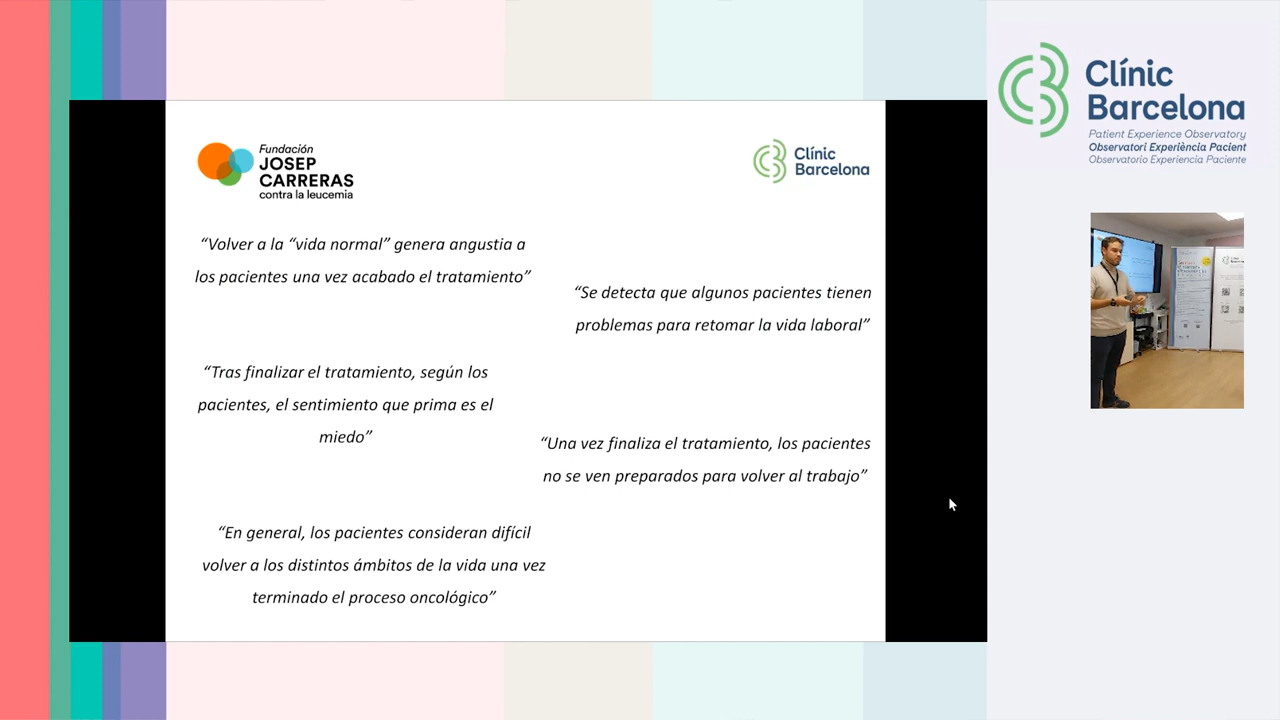 Fundación
JOSEP
CARRERAS
contra la leucemia
Clínic
Barcelona
“Volver a la “vida normal” genera angustia a
los pacientes una vez acabado el tratamiento”
“Se detecta que algunos pacientes tienen
problemas para retomar la vida laboral”
“Tras finalizar el tratamiento, según los
pacientes, el sentimiento que prima es el
miedo”
“Una vez finaliza el tratamiento, los pacientes
no se ven preparados para volver al trabajo”
“En general, los pacientes consideran difícil
volver a los distintos ámbitos de la vida una vez
terminado el proceso oncológico”
Clínic
Barcelona
Patient Experience Observatory
Observatori Experiència Pacient
Observatorio Experiencia Paciente